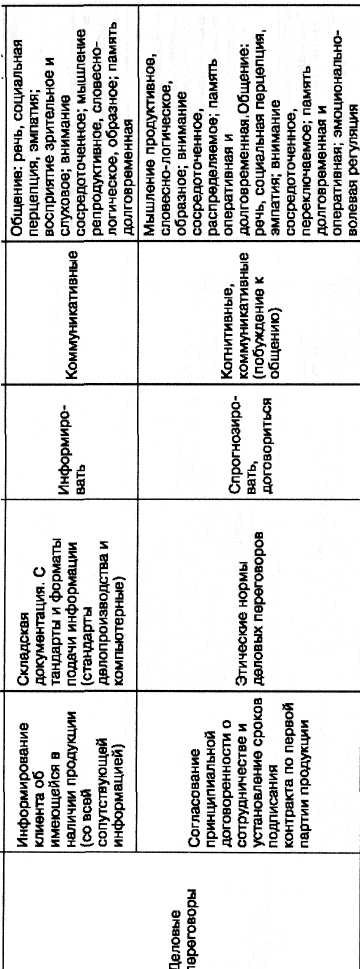 Деловые
переговоры
Информирование
клиента об
имеющейся в
наличии продукции
(со всей
сопутствующей
информацией)
Складская
документация. С
тандарты и форматы
подачи информации
(стандарты
делопроизводства и
компьютерные)
Информиро-
вать
Коммуникативные
Общение: речь, социальная
перцепция, эмпатия;
восприятие зрительное и
слуховое; внимание
сосредоточенное; мышление
репродуктивное, словесно-
логическое, образное; память
долговременная
Согласование
принципиальной
договоренности о
сотрудничестве и
установление сроков
подписания
контракта по первой
партии продукции
Этические нормы
деловых переговоров
Спрогнозиро-
вать,
договориться
Когнитивные,
коммуникативные
(побуждение к
общению)
Мышление продуктивное,
словесно-логическое,
образное; внимание
сосредоточенное,
распределяемое; память
оперативная и
долговременная.Общение:
речь, социальная перцепция,
эмпатия; внимание
сосредоточенное,
переключаемое; память
долговременная и
оперативная; эмоционально-
волевая регуляция